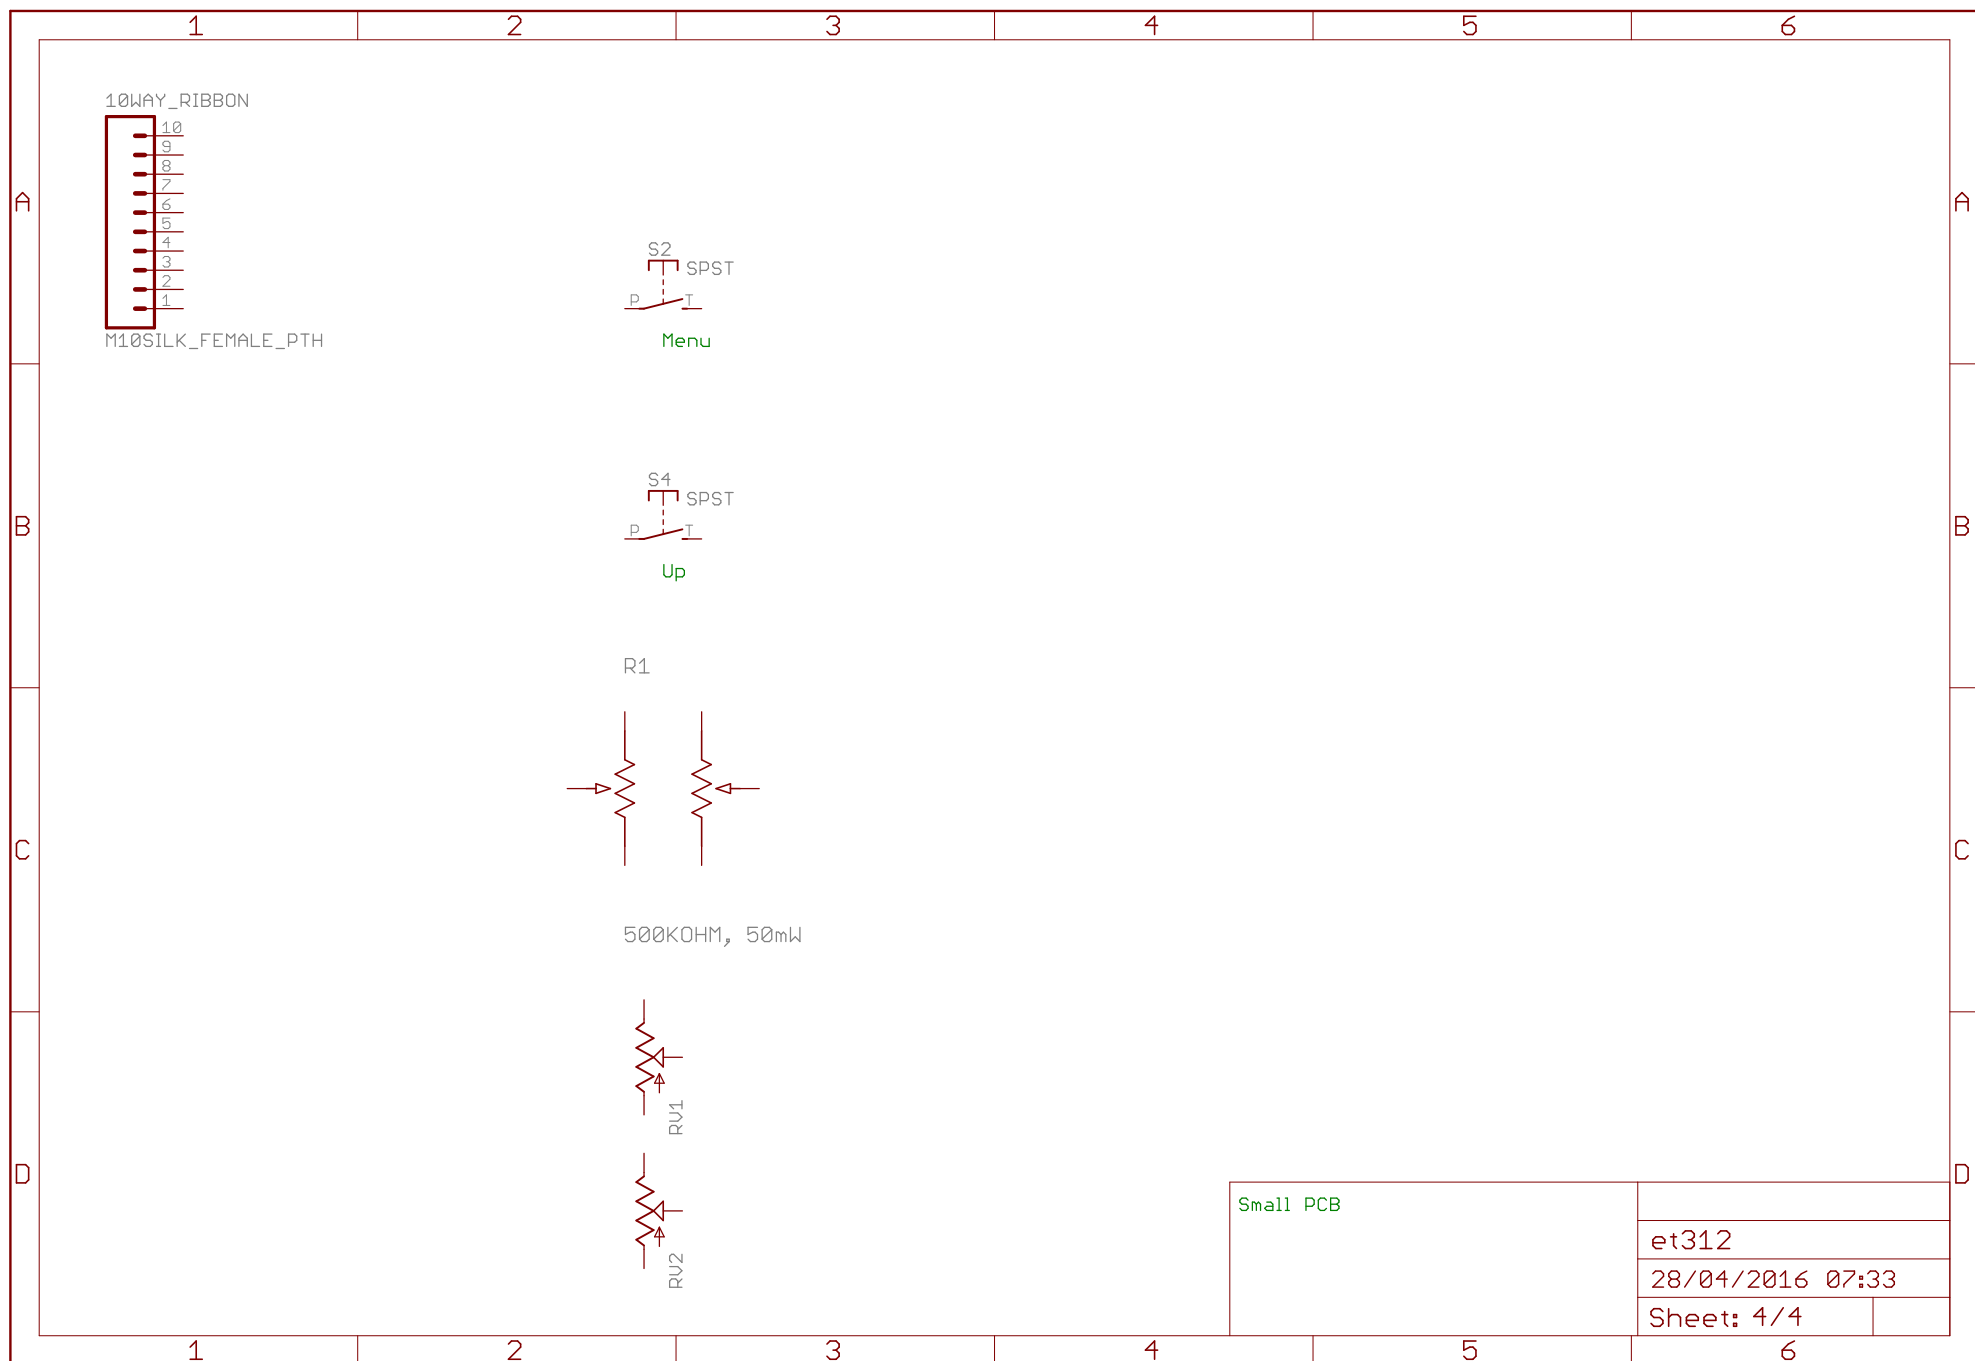 1 2 3 4 5 6
10WAY_RIBBON
10
9
8
7
6
5
4
3
2
1
M10SILK_FEMALE_PTH
A A
S2
SPST
P T
Menu
S4
SPST
P T
B B
Up
R1
C C
500KOHM, 50mW
RV1
D D
RV2
Small PCB
et312
28/04/2016 07:33
Sheet: 4/4
1 2 3 4 5 6